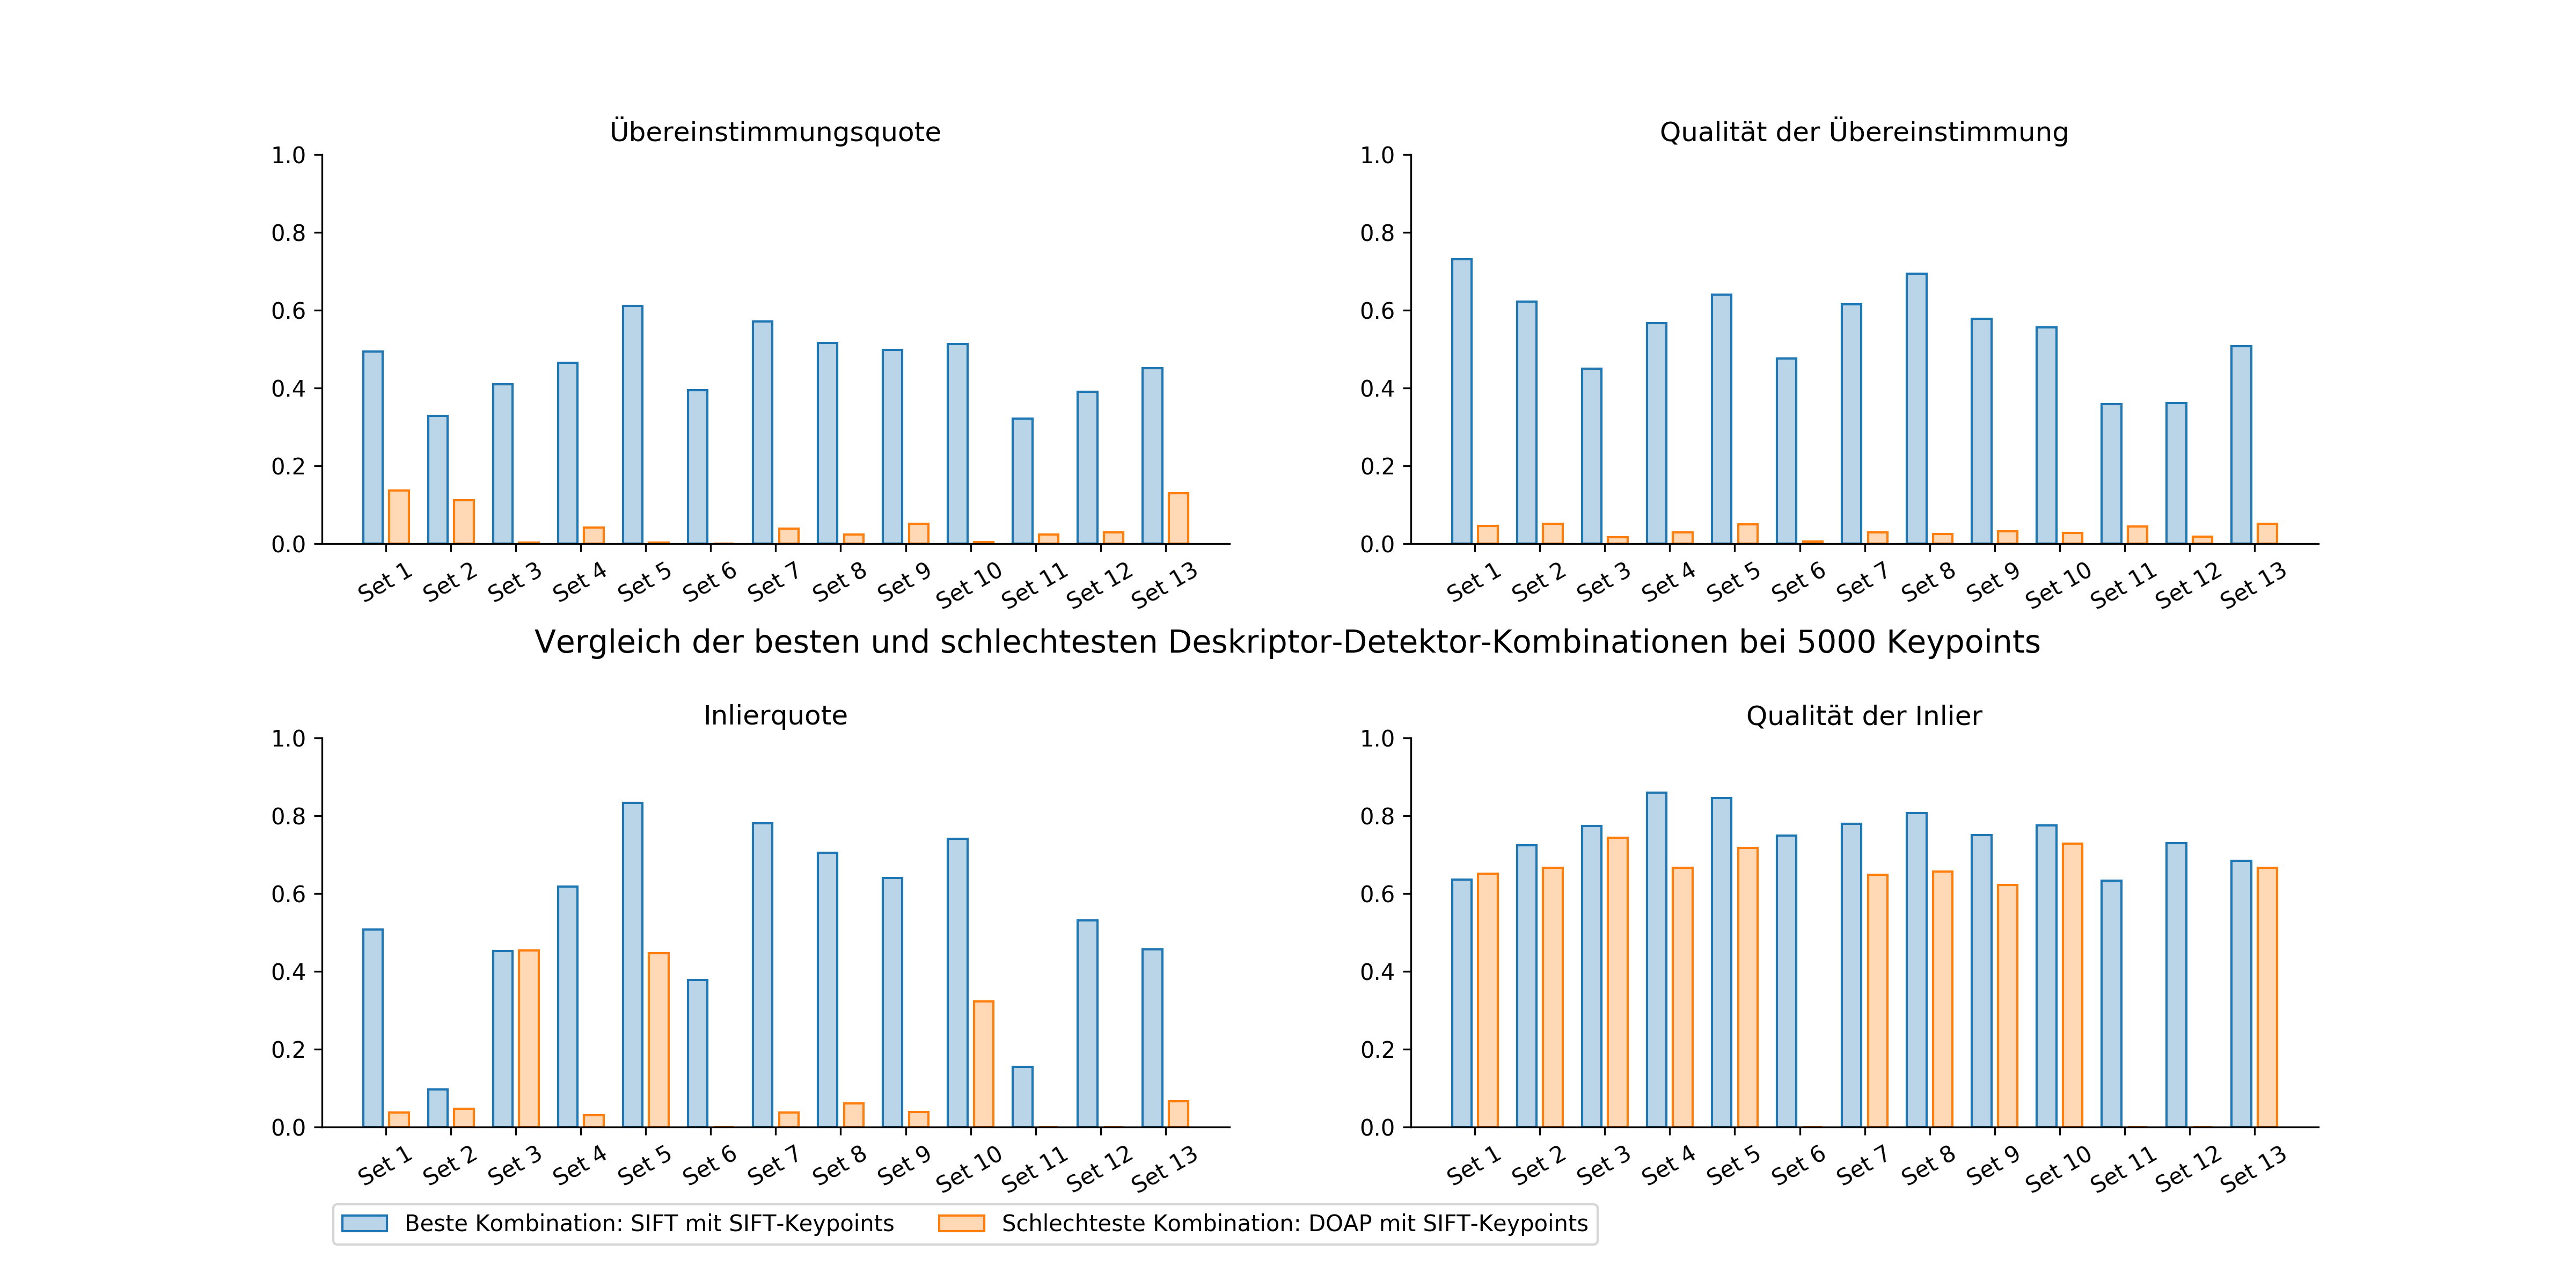 Übereinstimmungsquote
1.0
0.8
0.6
0.4
0.2
0.0
Set 1 Set 2 Set 3 Set 4 Set 5 Set 6 Set 7 Set 8 Set 9 Set 10 Set 11 Set 12 Set 13
Qualität der Übereinstimmung
1.0
0.8
0.6
0.4
0.2
0.0
Set 1 Set 2 Set 3 Set 4 Set 5 Set 6 Set 7 Set 8 Set 9 Set 10 Set 11 Set 12 Set 13
Vergleich der besten und schlechtesten Deskriptor-Detektor-Kombinationen bei 5000 Keypoints
Inlierquote
1.0
0.8
0.6
0.4
0.2
0.0
Set 1 Set 2 Set 3 Set 4 Set 5 Set 6 Set 7 Set 8 Set 9 Set 10 Set 11 Set 12 Set 13
Qualität der Inlier
1.0
0.8
0.6
0.4
0.2
0.0
Set 1 Set 2 Set 3 Set 4 Set 5 Set 6 Set 7 Set 8 Set 9 Set 10 Set 11 Set 12 Set 13
Beste Kombination: SIFT mit SIFT-Keypoints Schlechteste Kombination: DOAP mit SIFT-Keypoints